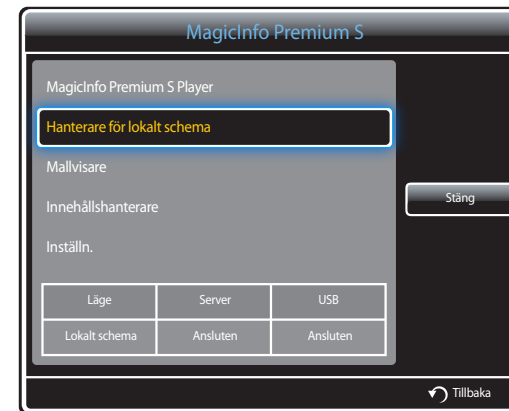 MagicInfo Premium S
MagicInfo Premium S Player
Hanterare för lokalt schema
Mallvisare
Innehållshanterare
Inställn.
Stäng
Läge Server USB
Lokalt schema Ansluten Ansluten
Tillbaka